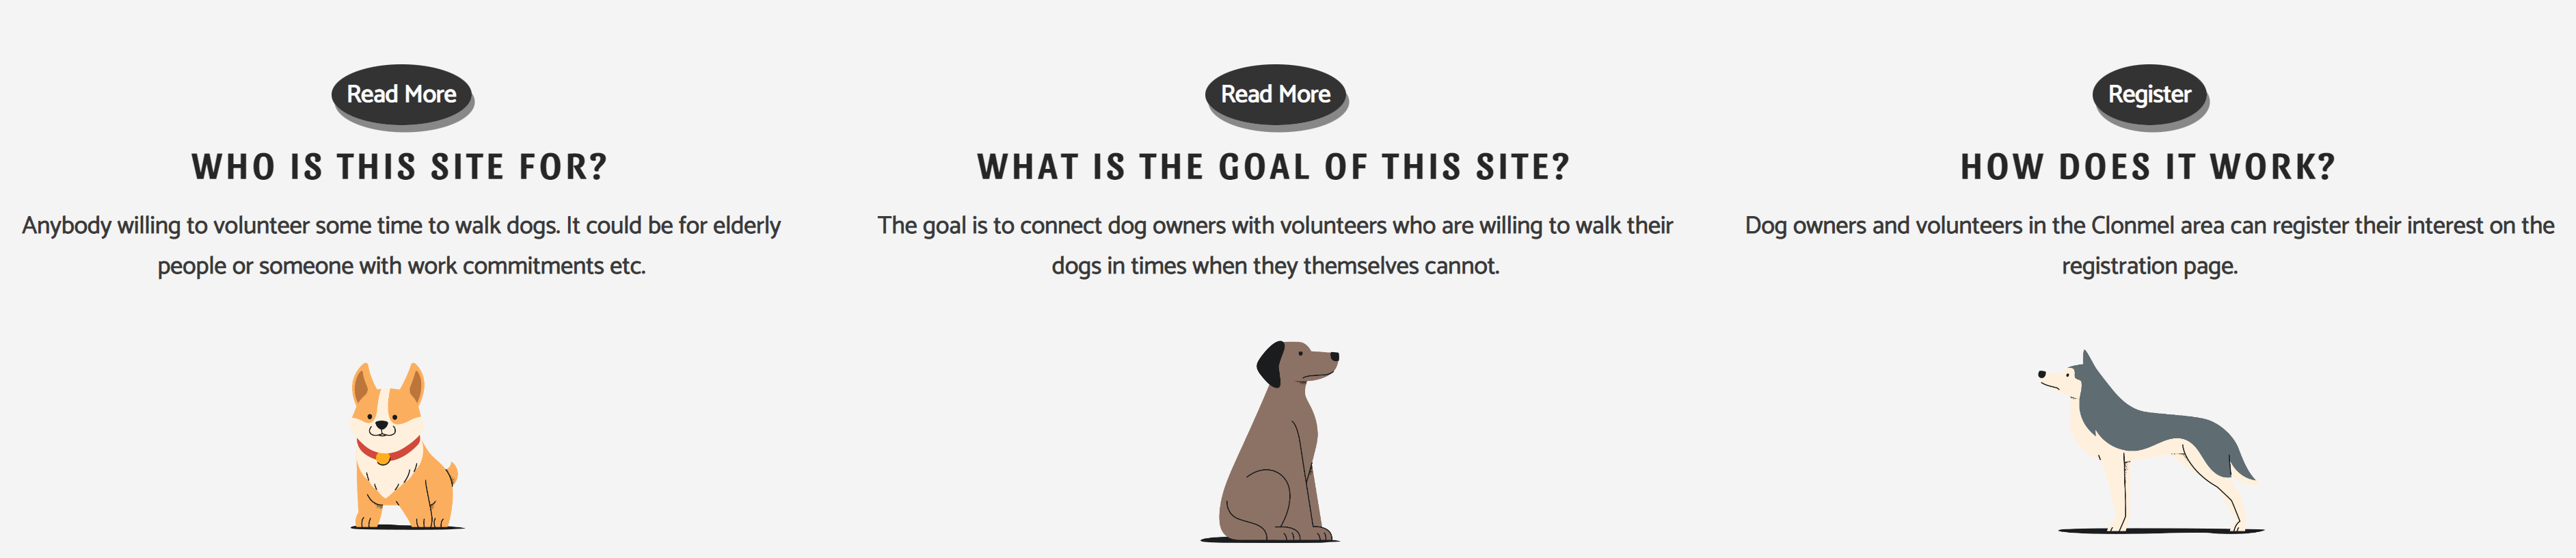 Read More
WHO IS THIS SITE FOR?
Anybody willing to volunteer some time to walk dogs. It could be for elderly
people or someone with work commitments etc.
Read More
WHAT IS THE GOAL OF THIS SITE?
The goal is to connect dog owners with volunteers who are willing to walk their
dogs in times when they themselves cannot.
Register
HOW DOES IT WORK?
Dog owners and volunteers in the Clonmel area can register their interest on the
registration page.